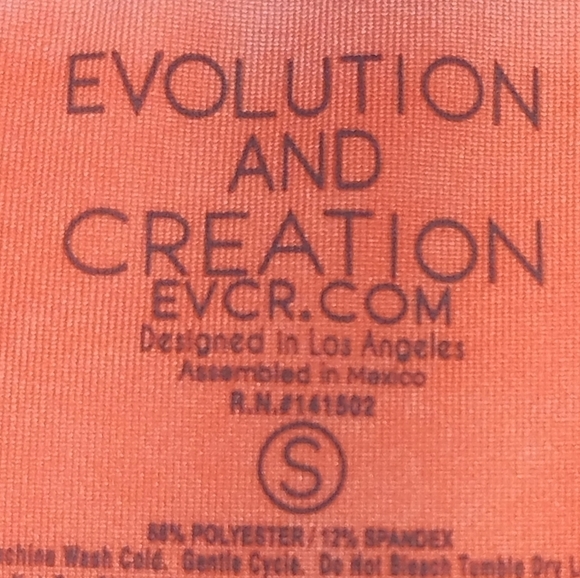 EVOLUTION
AND
CREATION
EVCR.COM
Designed in Los Angeles
Assembled in Mexico
R.N.#141502
S
88% POLYESTER / 12% SPANDEX
Wash Cold. Gentle Cycle. Do Not Bleach Tumble Dry